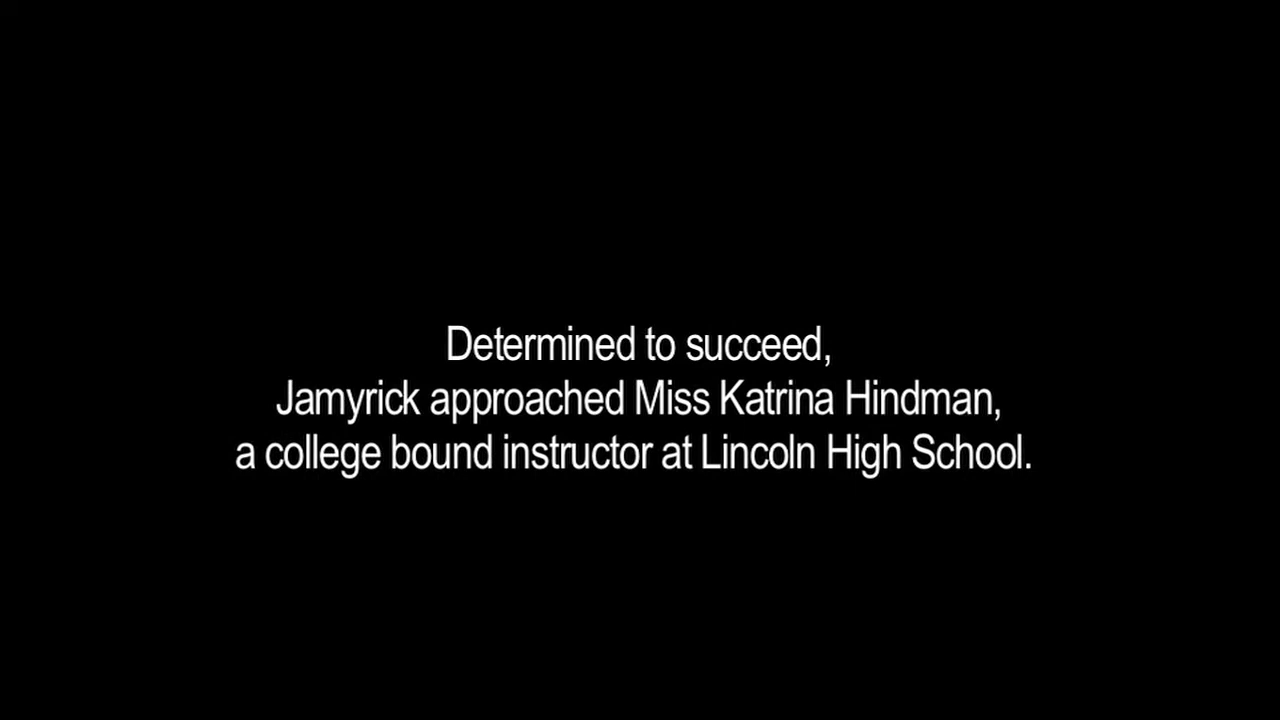 Determined to succeed,
Jamyrick approached Miss Katrina Hindman,
a college bound instructor at Lincoln High School.